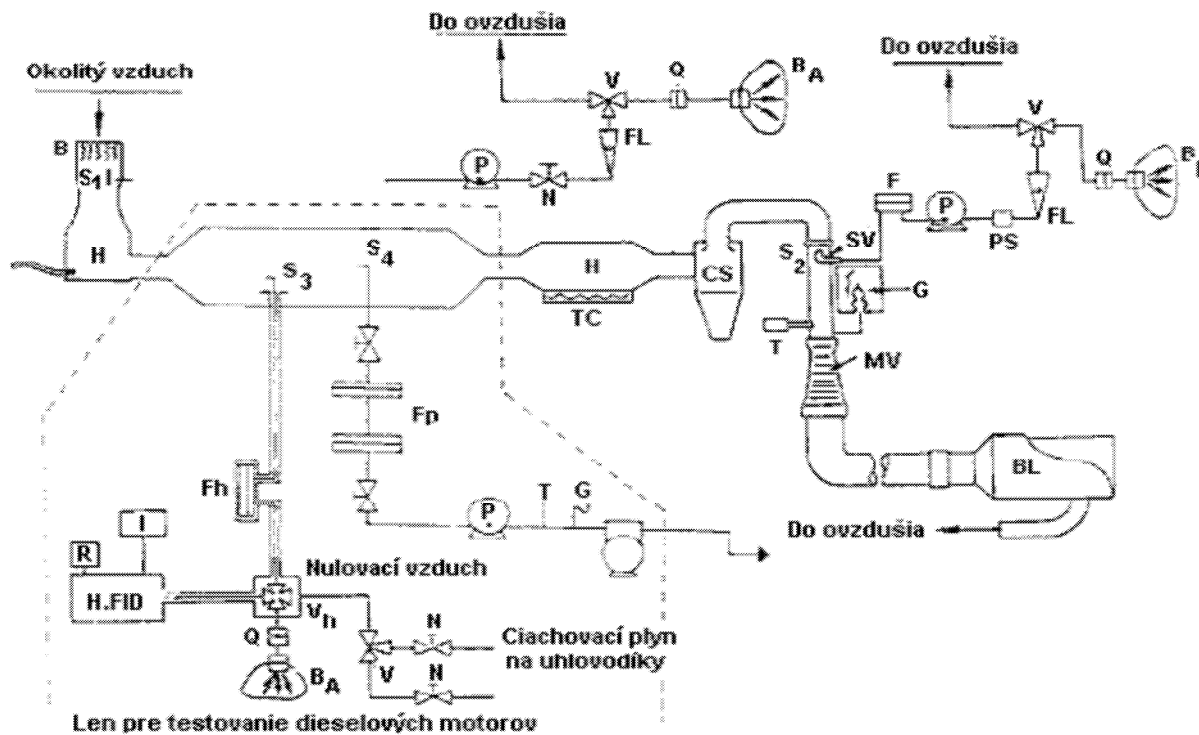 Do ovzdušia
Do ovzdušia
Okolitý vzduch
B
S1 I
H
V
Q
BA
FL
P
N
V
Q
F
P
PS
FL
S3
S4
H
TC
CS
S2
SV
G
T
MV
Fp
Fh
BL
Do ovzdušia
P
T
G
I
R
H.FID
Nulovací vzduch
Vh
Q
BA
V
N
N
Ciachovací plyn
na uhlovodíky
Len pre testovanie dieselových motorov